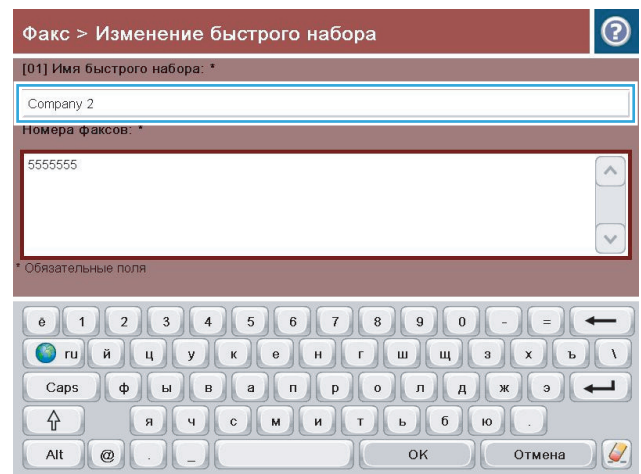 Факс > Изменение быстрого набора
?
[01] Имя быстрого набора: *
Company 2
Номера факсов: *
5555555
* Обязательные поля
ё 1 2 3 4 5 6 7 8 9 0 - =
ru й ц у к е н г ш щ з х ъ \
Caps ф ы в а п р о л д ж э
я ч с м и т ь б ю .
Alt @ . _ OK Отмена